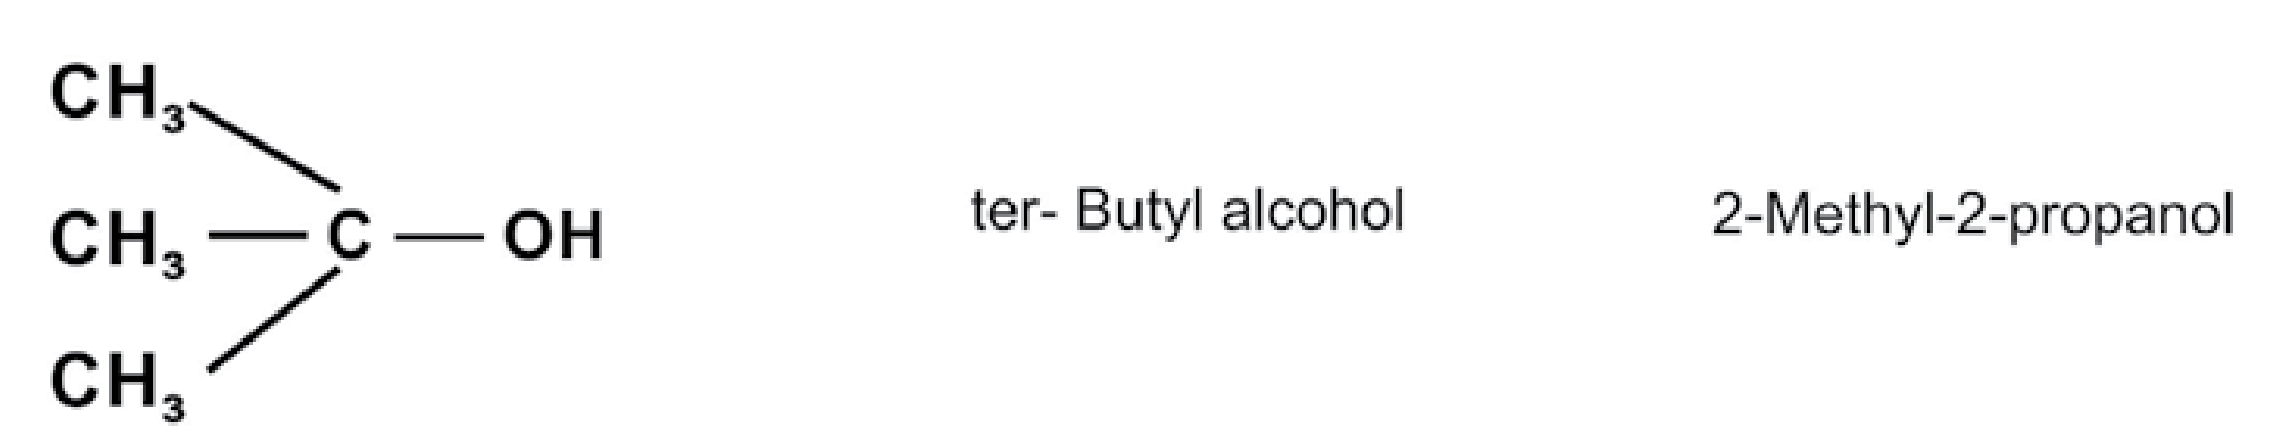 CH₃
CH₃ — C — OH ter- Butyl alcohol 2-Methyl-2-propanol
CH₃